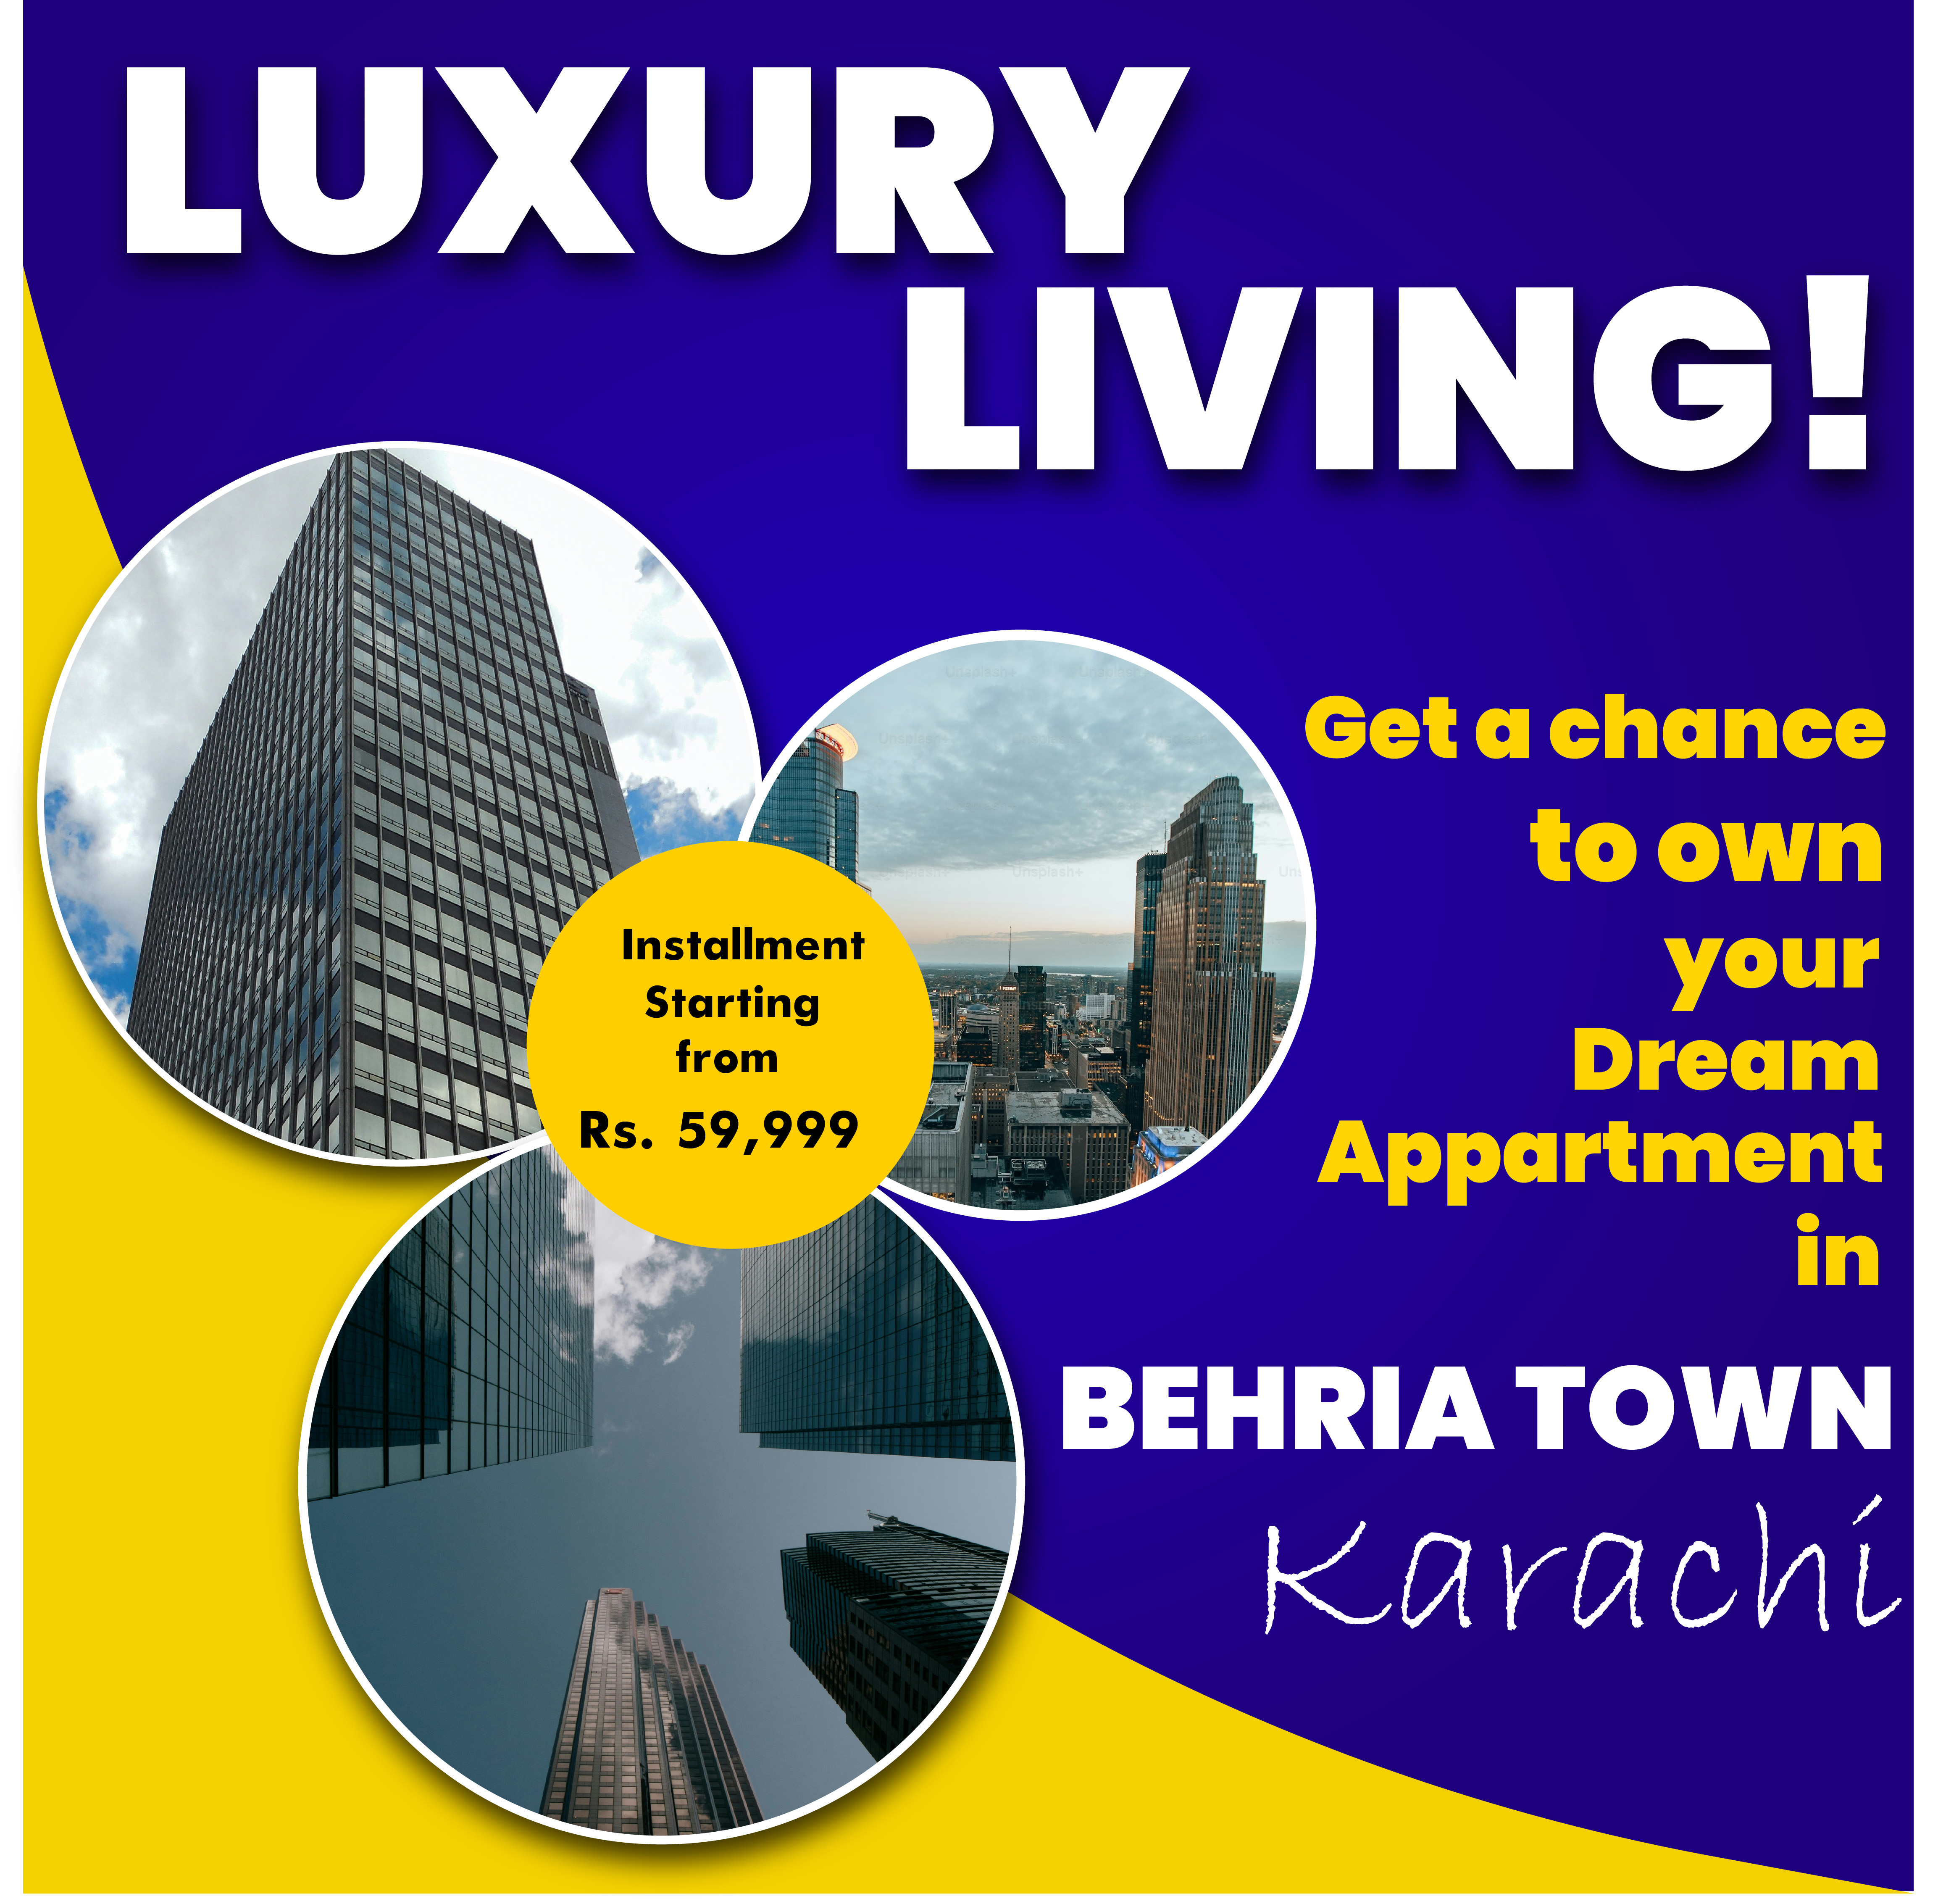 LUXURY
LIVING!
Get a chance
to own
your
Dream
Appartment
in
Installment
Starting
from
Rs. 59,999
BEHRIA TOWN
Karachi
Unsplash+